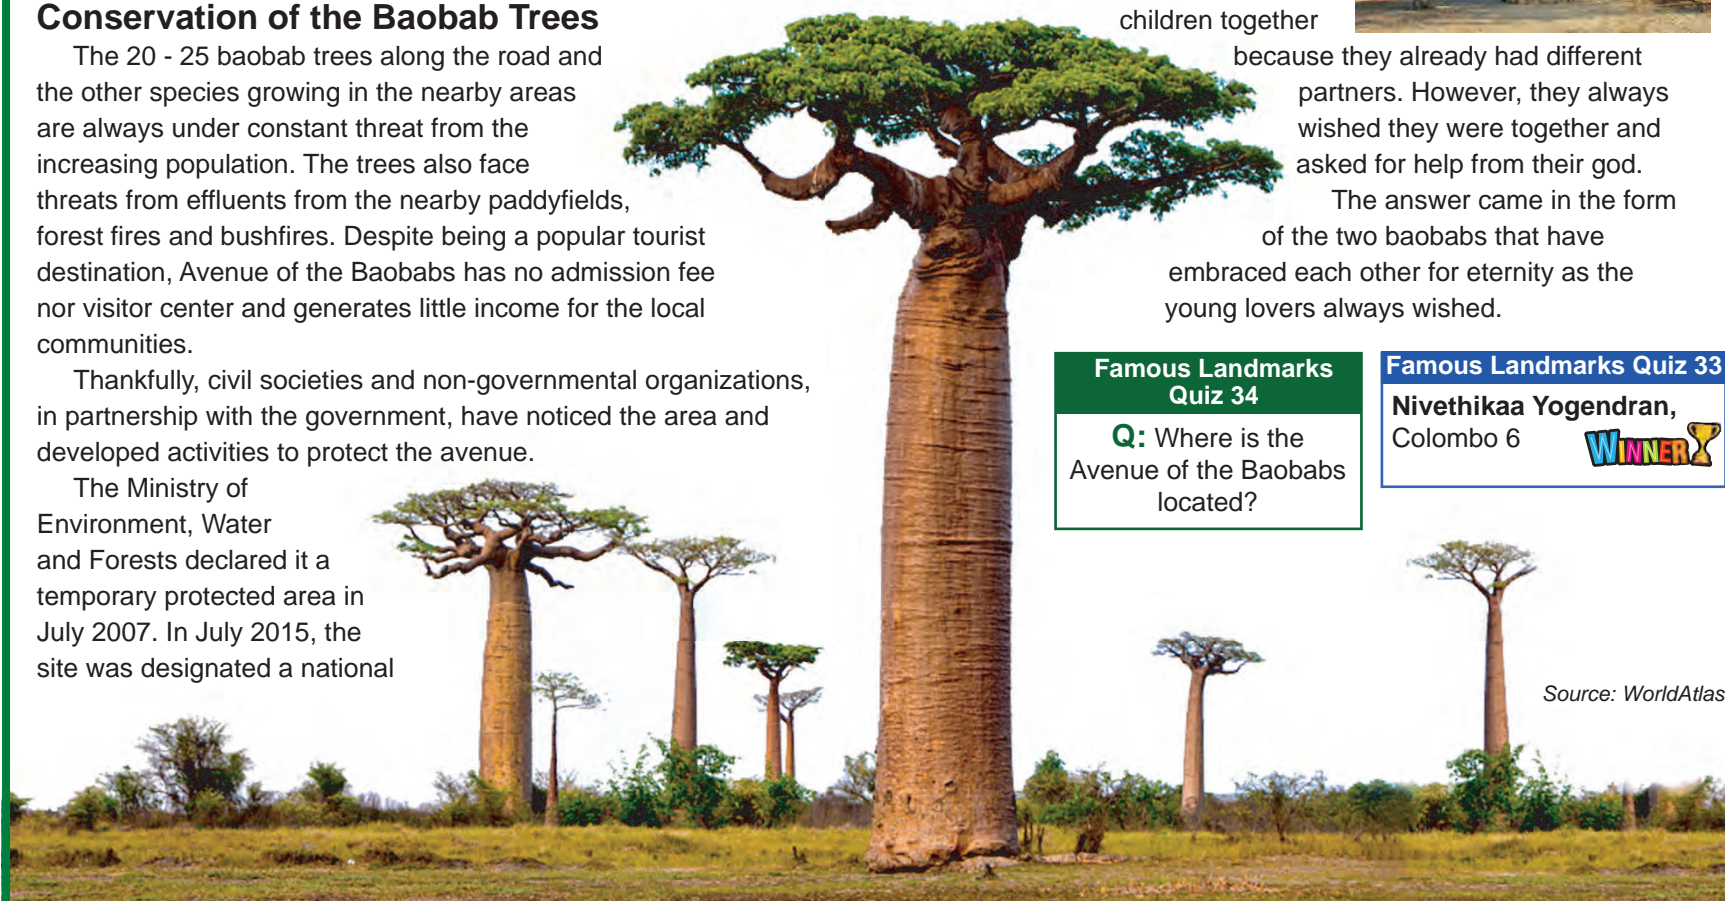 Conservation of the Baobab Trees
The 20 - 25 baobab trees along the road and
the other species growing in the nearby areas
are always under constant threat from the
increasing population. The trees also face
threats from effluents from the nearby paddyfields,
forest fires and bushfires. Despite being a popular tourist
destination, Avenue of the Baobabs has no admission fee
nor visitor center and generates little income for the local
communities.
Thankfully, civil societies and non-governmental organizations,
in partnership with the government, have noticed the area and
developed activities to protect the avenue.
The Ministry of
Environment, Water
and Forests declared it a
temporary protected area in
July 2007. In July 2015, the
site was designated a national
children together
because they already had different
partners. However, they always
wished they were together and
asked for help from their god.
The answer came in the form
of the two baobabs that have
embraced each other for eternity as the
young lovers always wished.
Famous Landmarks
Quiz 34
Q: Where is the
Avenue of the Baobabs
located?
Famous Landmarks Quiz 33
Nivethikaa Yogendran,
Colombo 6
WINNER
Source: WorldAtlas